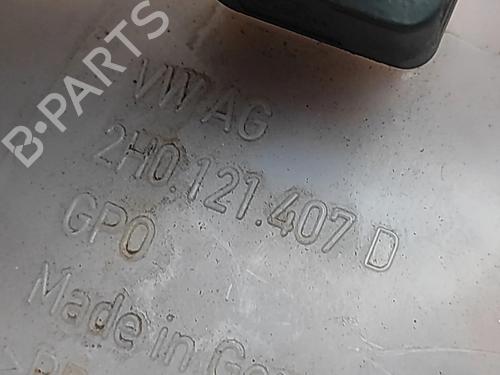 B·PARTS
VW AG
2H0.121.407 D
GPO
Made in